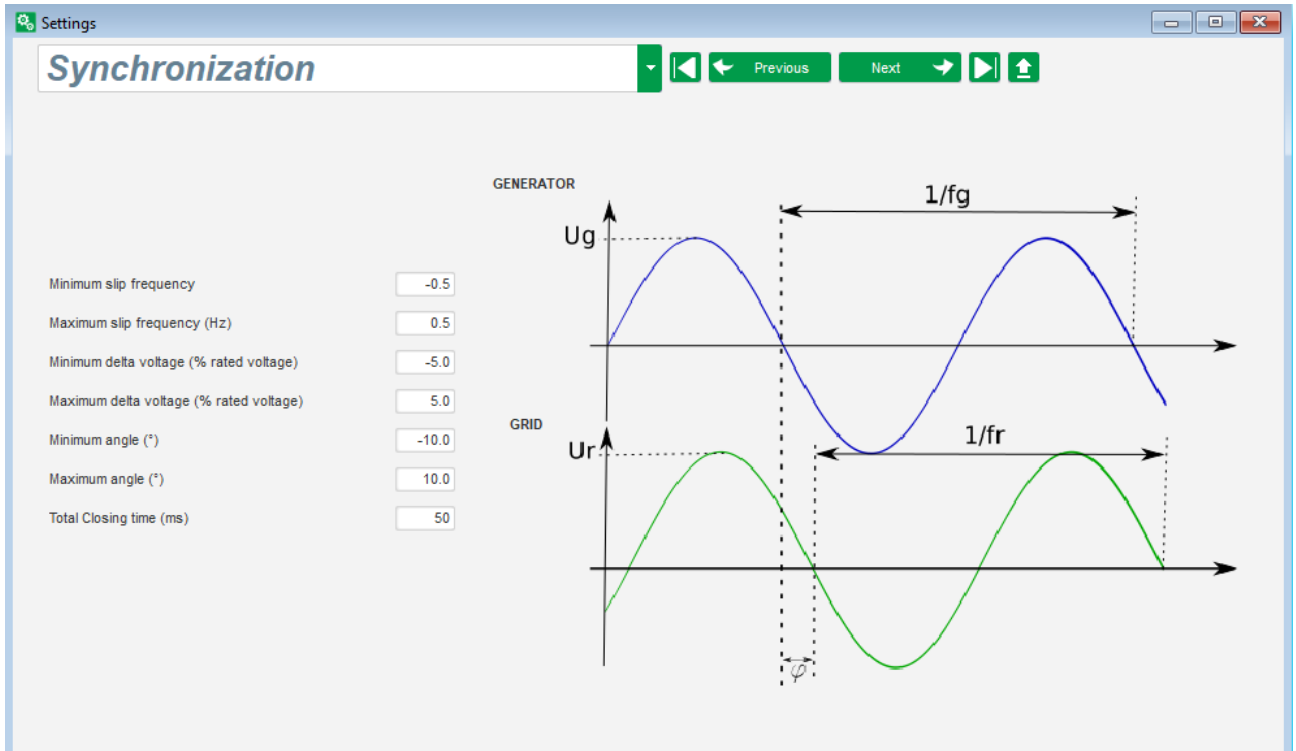 Settings
Synchronization
Previous
Next
GENERATOR
1/fg
Ug
Minimum slip frequency -0.5
Maximum slip frequency (Hz) 0.5
Minimum delta voltage (% rated voltage) -5.0
Maximum delta voltage (% rated voltage) 5.0
GRID
1/fr
Ur
Minimum angle (°) -10.0
Maximum angle (°) 10.0
Total Closing time (ms) 50
φ